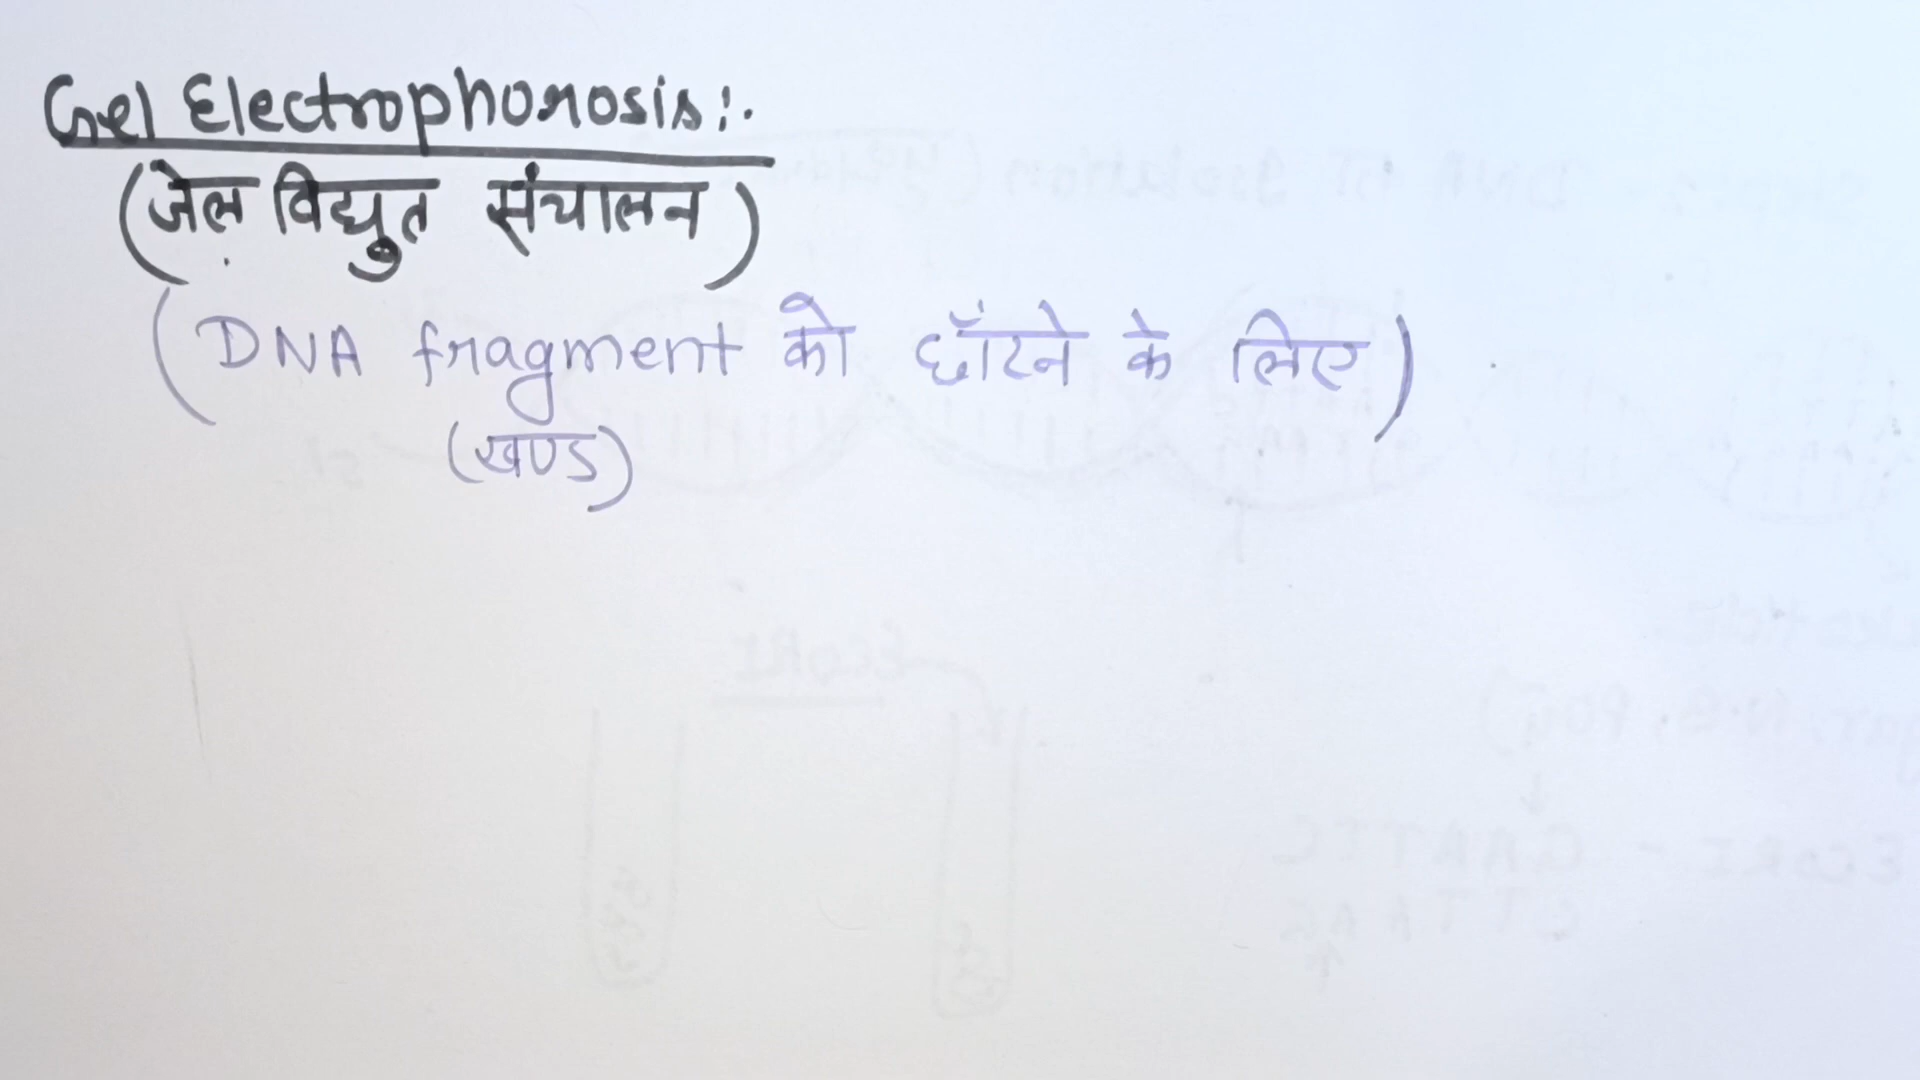 Gel Electrophorosis:.
(जेल विद्युत संचालन)
(DNA fragment को छाँटने के लिए)
(खण्ड)